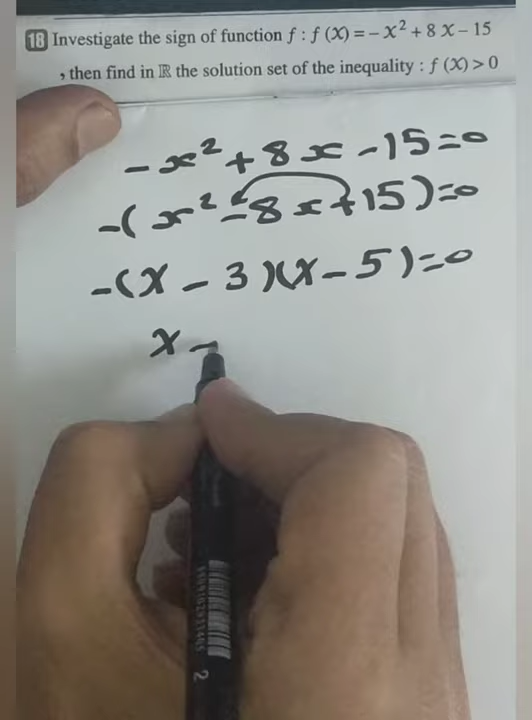 18 Investigate the sign of function f : f (X) = – X² + 8 X – 15
, then find in ℝ the solution set of the inequality : f (X) > 0
-x²+8x-15=0
-(x²-8x+15)=0
-(x-3)(x-5)=0
x-
2